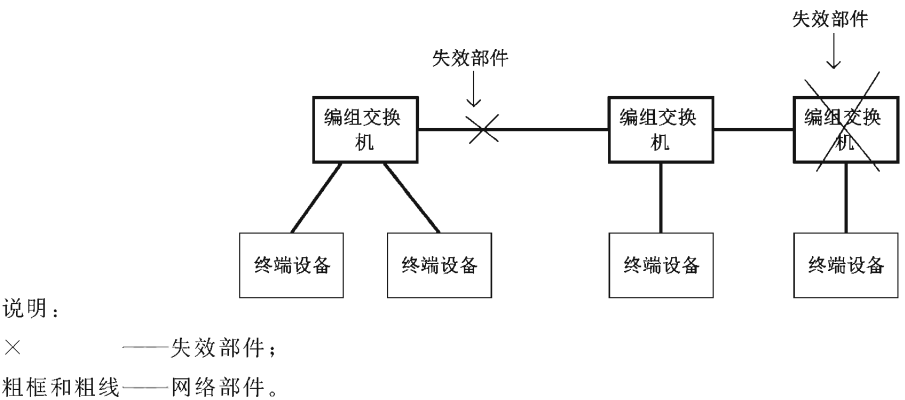 失效部件
失效部件
编组交换
机
编组交换
机
编组交换
机
终端设备
终端设备
终端设备
终端设备
说明：
× ——失效部件；
粗框和粗线——网络部件。